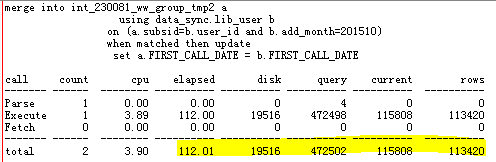 merge into int_230081_ww_group_tmp2 a
using data_sync.lib_user b
on (a.subsid=b.user_id and b.add_month=201510)
when matched then update
set a.FIRST_CALL_DATE = b.FIRST_CALL_DATE
call count cpu elapsed disk query current rows
------- ------ -------- ---------- ---------- ---------- ---------- ----------
Parse 1 0.00 0.00 0 4 0 0
Execute 1 3.89 112.00 19516 472498 115808 113420
Fetch 0 0.00 0.00 0 0 0 0
------- ------ -------- ---------- ---------- ---------- ---------- ----------
total 2 3.90 112.01 19516 472502 115808 113420